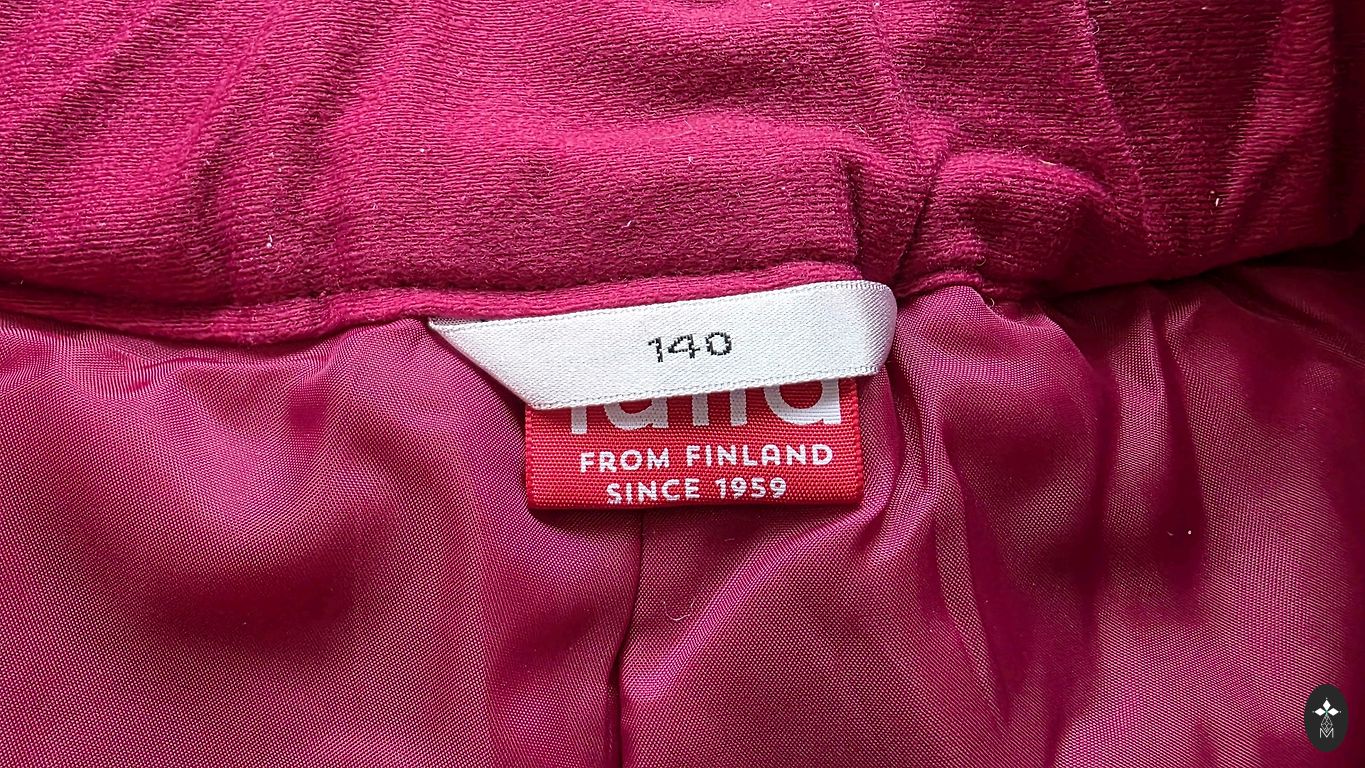 140
FROM FINLAND
SINCE 1959
M